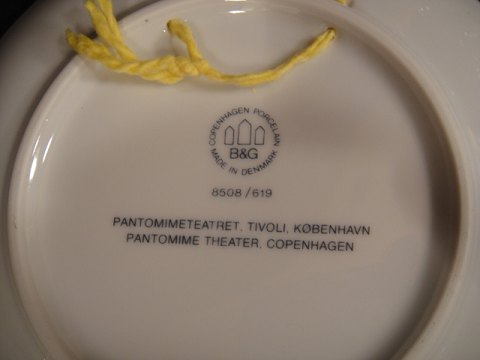 COPENHAGEN PORCELAIN
B&G
MADE IN DENMARK
8508/619
PANTOMIMETEATRET, TIVOLI, KØBENHAVN
PANTOMIME THEATER, COPENHAGEN